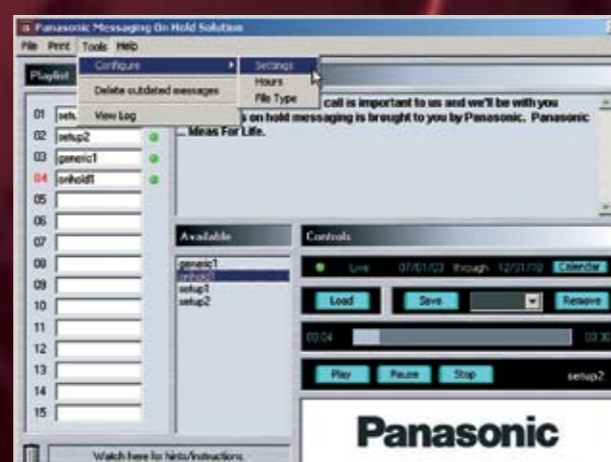 Panasonic Messaging On Hold Solution
File Print Tools Help
Configure
Settings
Hours
File Type
Delete outdated messages
View Log
Playlist
call is important to us and we'll be with you
s on hold messaging is brought to you by Panasonic. Panasonic
... Ideas For Life.
01
02 setup2
03 generic1
04 onhold1
05
06
07
08
09
10
11
12
13
14
15
Available
generic1
onhold1
setup1
setup2
Controls
Live 07/01/03 through Calendar
Load Save Remove
00:04 00:30
Play Pause Stop setup2
Panasonic
Watch here for hints/instructions.